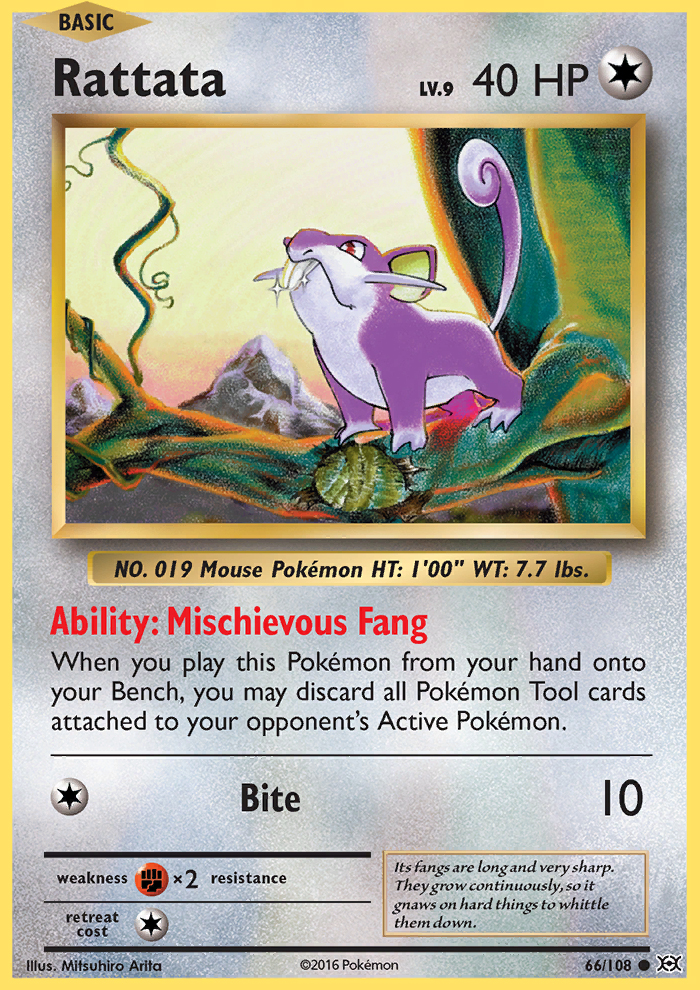 BASIC
Rattata
LV.9 40 HP
NO. 019 Mouse Pokémon HT: 1'00" WT: 7.7 lbs.
Ability: Mischievous Fang
When you play this Pokémon from your hand onto
your Bench, you may discard all Pokémon Tool cards
attached to your opponent's Active Pokémon.
Bite 10
weakness ×2 resistance
retreat
cost
Its fangs are long and very sharp.
They grow continuously, so it
gnaws on hard things to whittle
them down.
Illus. Mitsuhiro Arita ©2016 Pokémon 66/108